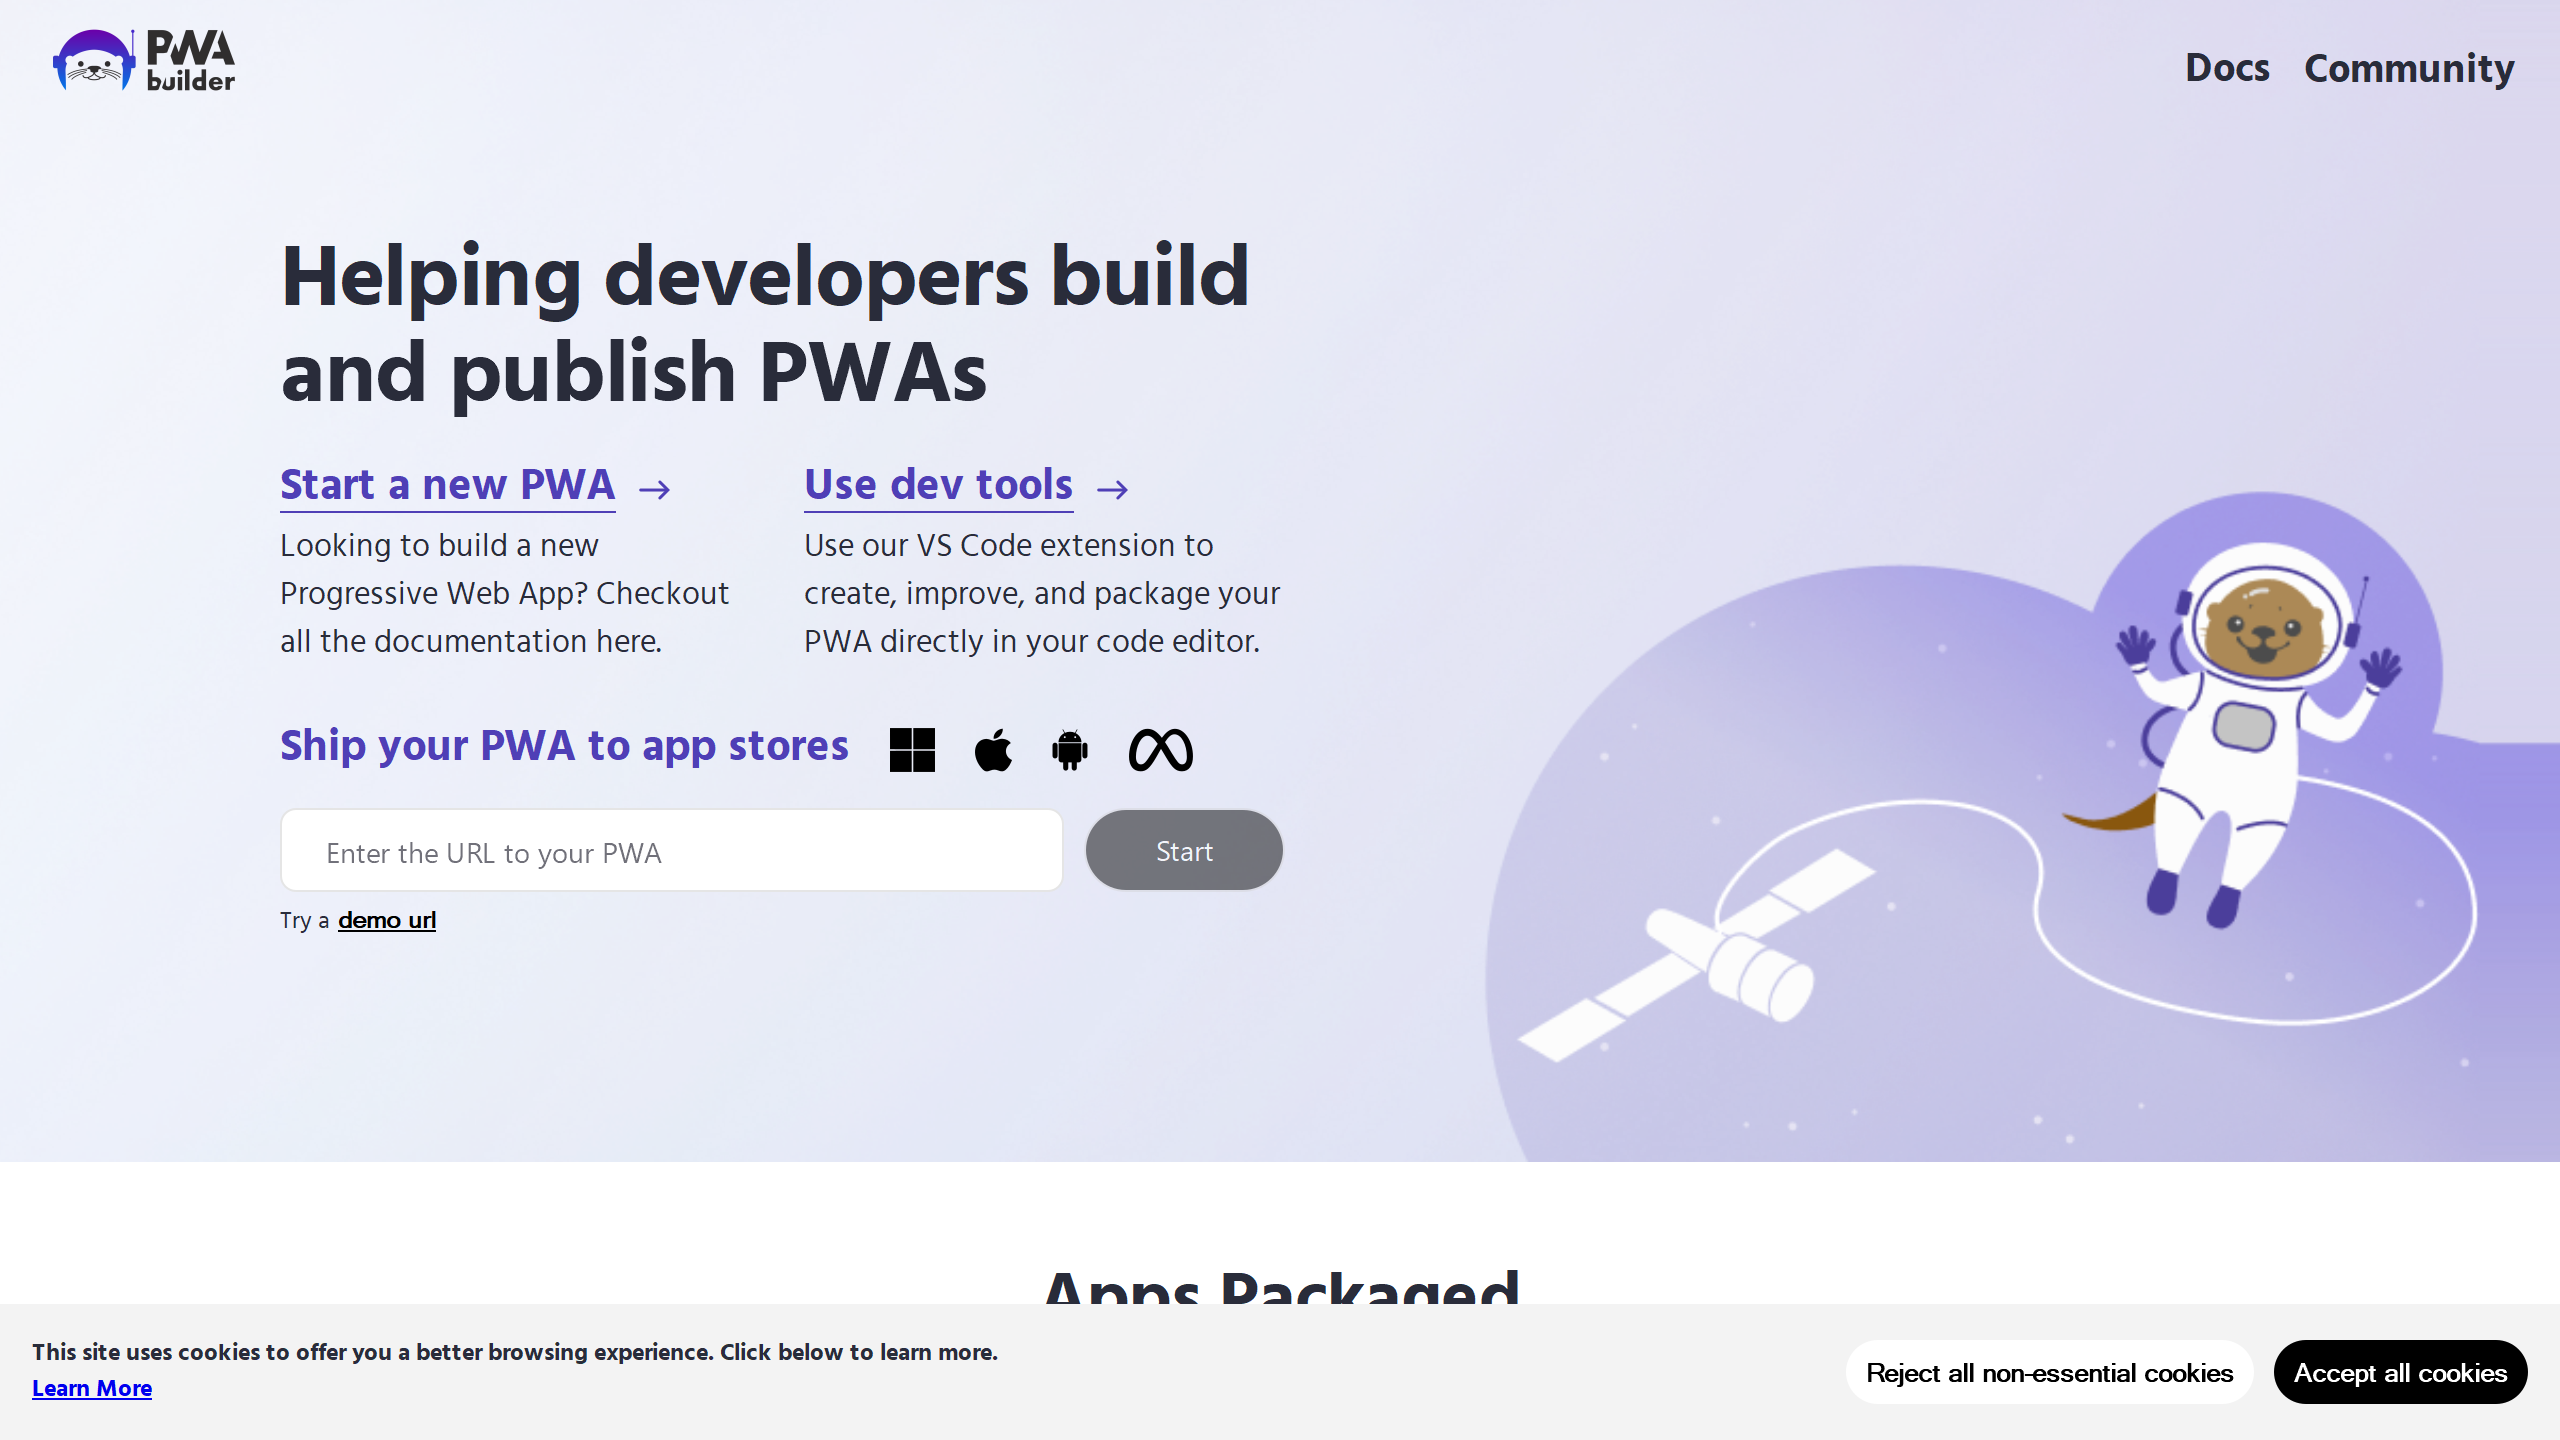 PWA
builder
Docs
Community
Helping developers build
and publish PWAs
Start a new PWA
Looking to build a new
Progressive Web App? Checkout
all the documentation here.
Use dev tools
Use our VS Code extension to
create, improve, and package your
PWA directly in your code editor.
Ship your PWA to app stores
Enter the URL to your PWA
Start
Try a demo url
Apps Packaged
This site uses cookies to offer you a better browsing experience. Click below to learn more.
Learn More
Reject all non-essential cookies
Accept all cookies